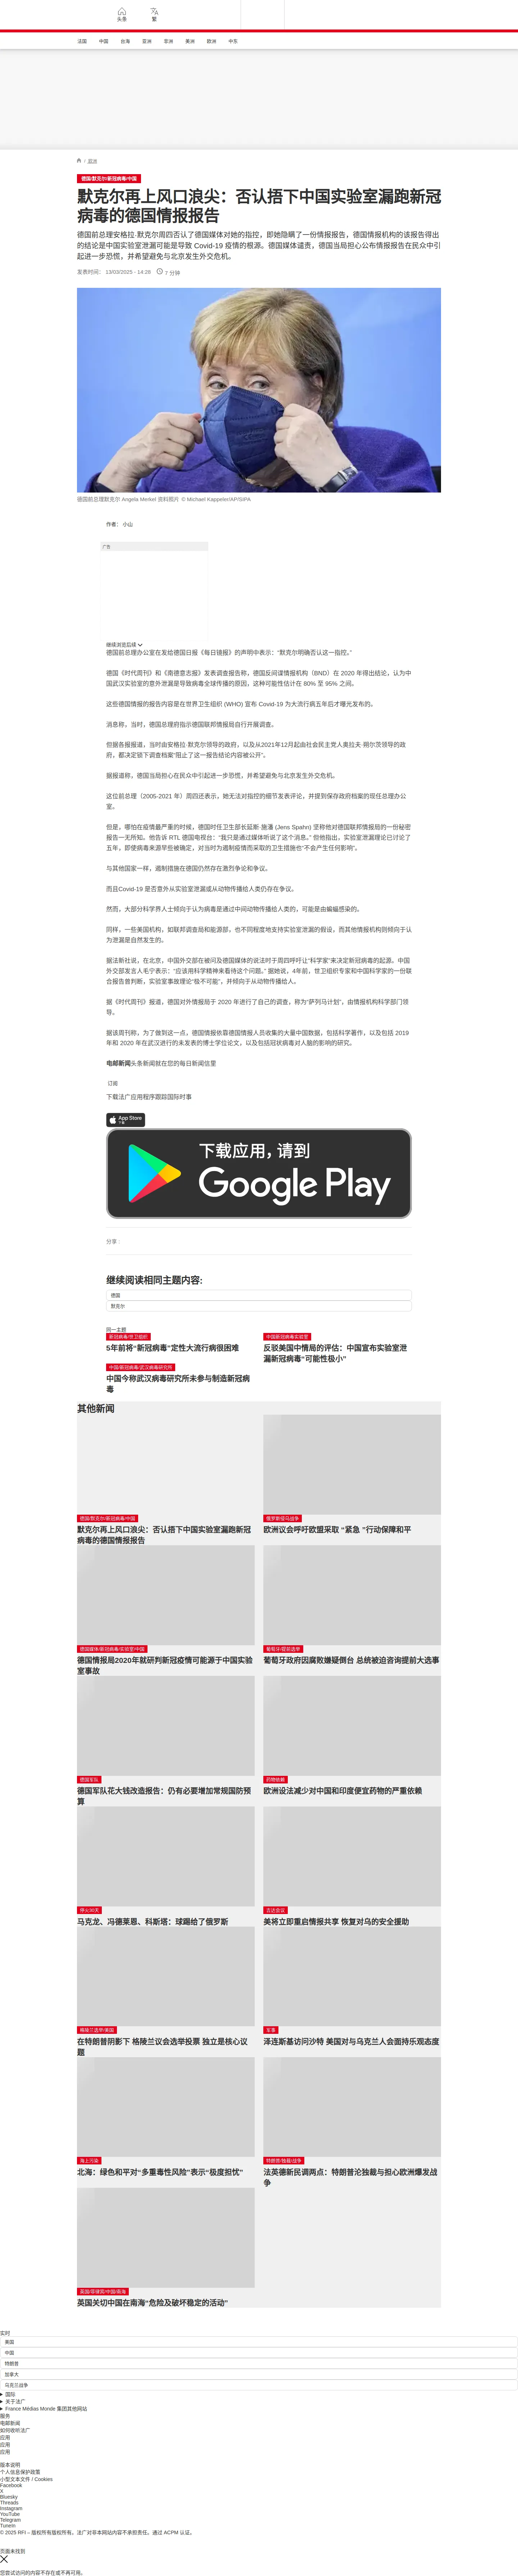 头条
繁
法国
中国
台海
亚洲
非洲
美洲
欧洲
中东
/ 欧洲
德国/默克尔/新冠病毒/中国
默克尔再上风口浪尖：否认捂下中国实验室漏跑新冠
病毒的德国情报报告
德国前总理安格拉·默克尔周四否认了德国媒体对她的指控，即她隐瞒了一份情报报告，德国情报机构的该报告得出
的结论是中国实验室泄漏可能是导致 Covid-19 疫情的根源。德国媒体谴责，德国当局担心公布情报报告在民众中引
起进一步恐慌，并希望避免与北京发生外交危机。
发表时间： 13/03/2025 - 14:28
7 分钟
德国前总理默克尔 Angela Merkel 资料照片 © Michael Kappeler/AP/SIPA
作者： 小山
广告
继续浏览后续
德国前总理办公室在发给德国日报《每日镜报》的声明中表示：“默克尔明确否认这一指控。”
德国《时代周刊》和《南德意志报》发表调查报告称，德国反间谍情报机构（BND）在 2020 年得出结论，认为中
国武汉实验室的意外泄漏是导致病毒全球传播的原因，这种可能性估计在 80% 至 95% 之间。
这些德国情报的报告内容是在世界卫生组织 (WHO) 宣布 Covid-19 为大流行病五年后才曝光发布的。
消息称，当时，德国总理府指示德国联邦情报局自行开展调查。
但据各报报道，当时由安格拉·默克尔领导的政府，以及从2021年12月起由社会民主党人奥拉夫·朔尔茨领导的政
府，都决定锁下调查档案“阻止了这一报告结论内容被公开”。
据报道称，德国当局担心在民众中引起进一步恐慌，并希望避免与北京发生外交危机。
这位前总理（2005-2021 年）周四还表示，她无法对指控的细节发表评论，并提到保存政府档案的现任总理办公
室。
但是，哪怕在疫情最严重的时候，德国时任卫生部长延斯·施潘 (Jens Spahn) 坚称他对德国联邦情报局的一份秘密
报告一无所知。他告诉 RTL 德国电视台：“我只是通过媒体听说了这个消息。” 但他指出，实验室泄漏理论已讨论了
五年，即使病毒来源早些被确定，对当时为遏制疫情而采取的卫生措施也“不会产生任何影响”。
与其他国家一样，遏制措施在德国仍然存在激烈争论和争议。
而且Covid-19 是否意外从实验室泄漏或从动物传播给人类仍存在争议。
然而，大部分科学界人士倾向于认为病毒是通过中间动物传播给人类的，可能是由蝙蝠感染的。
同样，一些美国机构，如联邦调查局和能源部，也不同程度地支持实验室泄漏的假设，而其他情报机构则倾向于认
为泄漏是自然发生的。
据法新社说，在北京，中国外交部在被问及德国媒体的说法时于周四呼吁让“科学家”来决定新冠病毒的起源。中国
外交部发言人毛宁表示：“应该用科学精神来看待这个问题。” 据她说，4年前，世卫组织专家和中国科学家的一份联
合报告曾判断，实验室事故理论“极不可能”，并倾向于从动物传播给人。
据《时代周刊》报道，德国对外情报局于 2020 年进行了自己的调查，称为“萨列马计划”，由情报机构科学部门领
导。
据该周刊称，为了做到这一点，德国情报依靠德国情报人员收集的大量中国数据，包括科学著作，以及包括 2019
年和 2020 年在武汉进行的未发表的博士学位论文，以及包括冠状病毒对人脑的影响的研究。
电邮新闻头条新闻就在您的每日新闻信里
订阅
下载法广应用程序跟踪国际时事
App Store
下载
下载应用，请到
Google Play
分享 :
继续阅读相同主题内容:
德国
默克尔
同一主题
新冠病毒/世卫组织
5年前将“新冠病毒”定性大流行病很困难
中国新冠病毒实验室
反驳美国中情局的评估：中国宣布实验室泄
漏新冠病毒“可能性极小”
中国/新冠病毒/武汉病毒研究所
中国今称武汉病毒研究所未参与制造新冠病
毒
其他新闻
德国/默克尔/新冠病毒/中国
默克尔再上风口浪尖：否认捂下中国实验室漏跑新冠
病毒的德国情报报告
俄罗斯侵乌战争
欧洲议会呼吁欧盟采取 “紧急 ”行动保障和平
德国媒体/新冠病毒/实验室/中国
德国情报局2020年就研判新冠疫情可能源于中国实验
室事故
葡萄牙/提前选举
葡萄牙政府因腐败嫌疑倒台 总统被迫咨询提前大选事
德国军队
德国军队花大钱改造报告：仍有必要增加常规国防预
算
药物依赖
欧洲设法减少对中国和印度便宜药物的严重依赖
停火30天
马克龙、冯德莱恩、科斯塔：球踢给了俄罗斯
吉达会议
美将立即重启情报共享 恢复对乌的安全援助
格陵兰选举/美国
在特朗普阴影下 格陵兰议会选举投票 独立是核心议
题
军事
泽连斯基访问沙特 美国对与乌克兰人会面持乐观态度
海上污染
北海：绿色和平对“多重毒性风险”表示“极度担忧”
特朗普/独裁/战争
法英德新民调两点：特朗普沦独裁与担心欧洲爆发战
争
英国/菲律宾/中国/南海
英国关切中国在南海“危险及破坏稳定的活动”
实时
美国
中国
特朗普
加拿大
乌克兰战争
国际
关于法广
France Médias Monde 集团其他网站
服务
电邮新闻
如何收听法广
应用
应用
应用
版本说明
个人信息保护政策
小型文本文件 / Cookies
Facebook
X
Bluesky
Threads
Instagram
YouTube
Telegram
TuneIn
© 2025 RFI – 版权所有版权所有。法广对非本网站内容不承担责任。通过 ACPM 认证。
页面未找到
您尝试访问的内容不存在或不再可用。